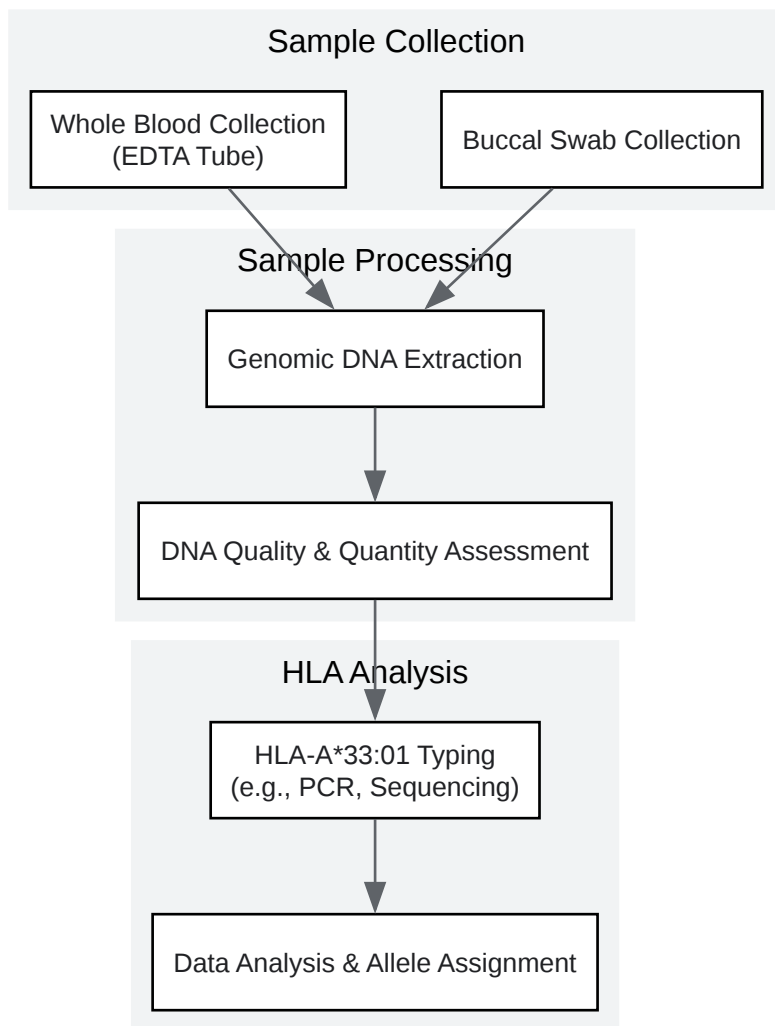 Sample Collection
Whole Blood Collection
(EDTA Tube)
Buccal Swab Collection
Sample Processing
Genomic DNA Extraction
DNA Quality & Quantity Assessment
HLA Analysis
HLA-A*33:01 Typing
(e.g., PCR, Sequencing)
Data Analysis & Allele Assignment